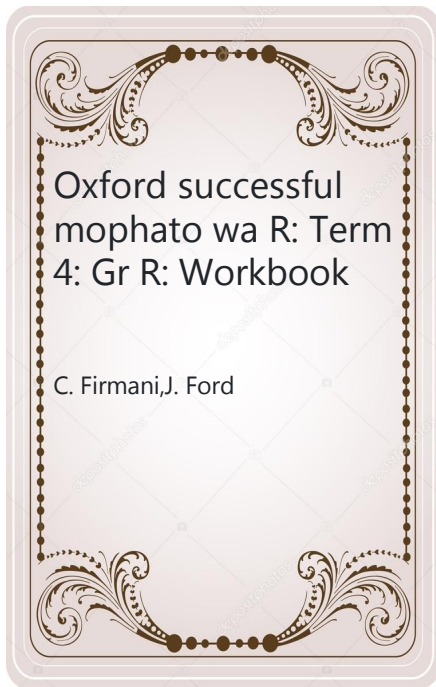 Oxford successful
mophato wa R: Term
4: Gr R: Workbook
C. Firmani,J. Ford